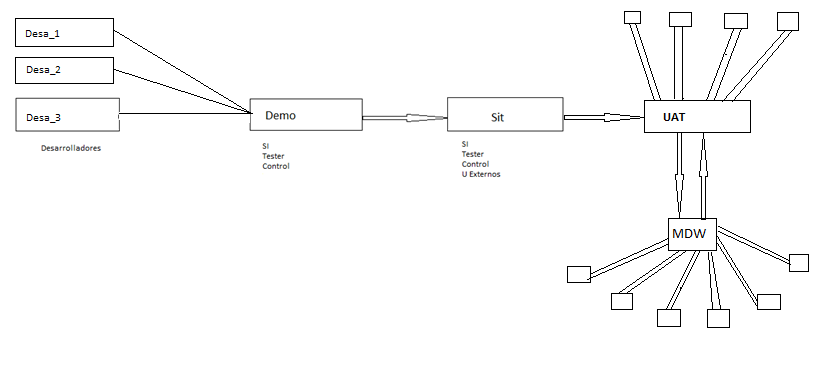 Desa_1
Desa_2
Desa_3
Desarrolladores
Demo
SI
Tester
Control
Sit
SI
Tester
Control
U Externos
UAT
MDW